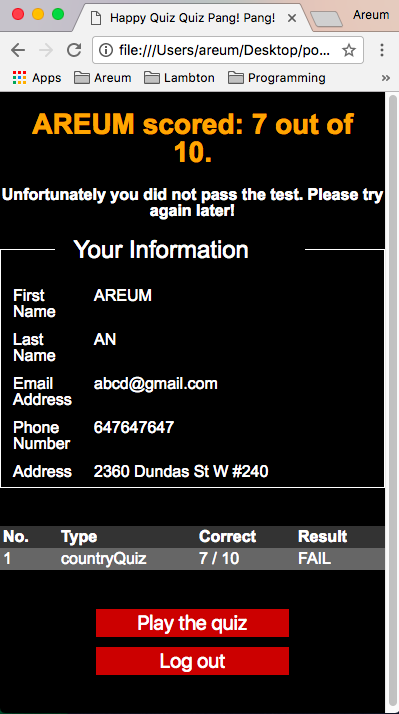 Happy Quiz Quiz Pang! Pang!
Areum
file:///Users/areum/Desktop/po...
Apps Areum Lambton Programming
AREUM scored: 7 out of
10.
Unfortunately you did not pass the test. Please try
again later!
Your Information
First
Name
AREUM
Last
Name
AN
Email
Address
abcd@gmail.com
Phone
Number
647647647
Address
2360 Dundas St W #240
No. Type Correct Result
1 countryQuiz 7 / 10 FAIL
Play the quiz
Log out